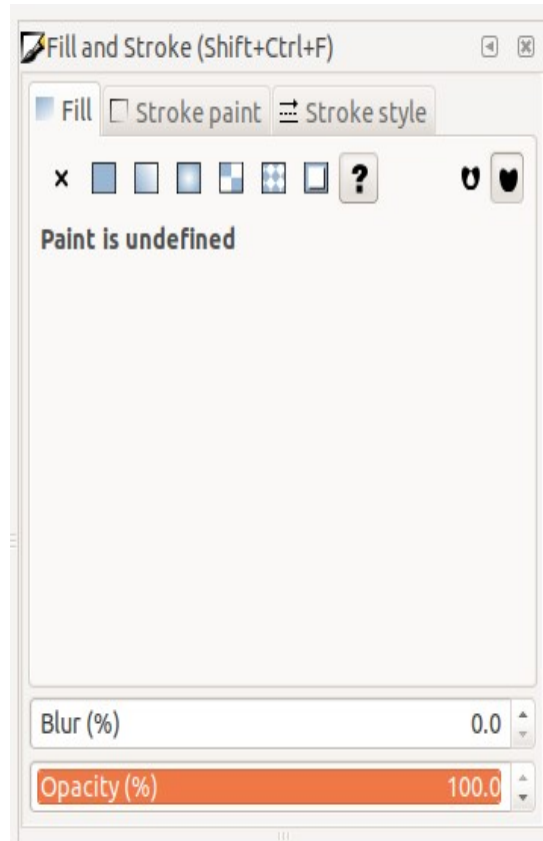 Fill and Stroke (Shift+Ctrl+F)
Fill Stroke paint Stroke style
?
Paint is undefined
Blur (%) 0.0
Opacity (%) 100.0